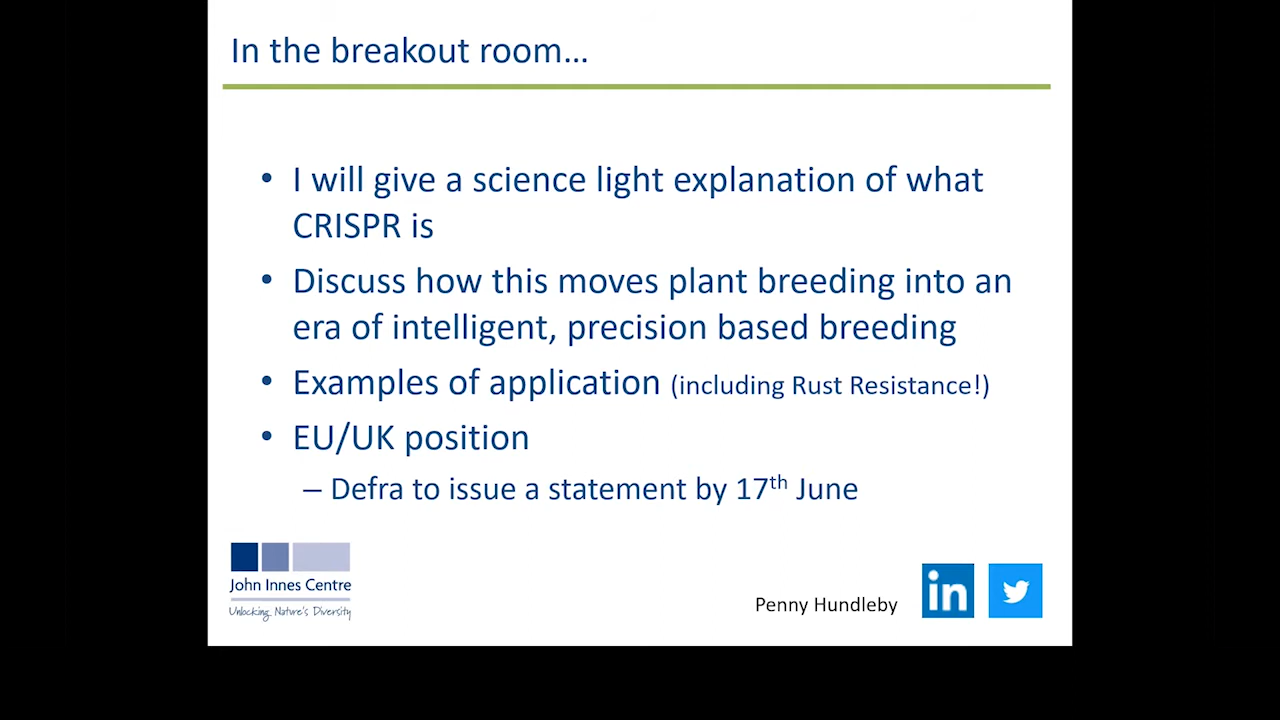 In the breakout room…
• I will give a science light explanation of what
CRISPR is
• Discuss how this moves plant breeding into an
era of intelligent, precision based breeding
• Examples of application (including Rust Resistance!)
• EU/UK position
– Defra to issue a statement by 17th June
John Innes Centre
Unlocking Nature's Diversity
Penny Hundleby
in